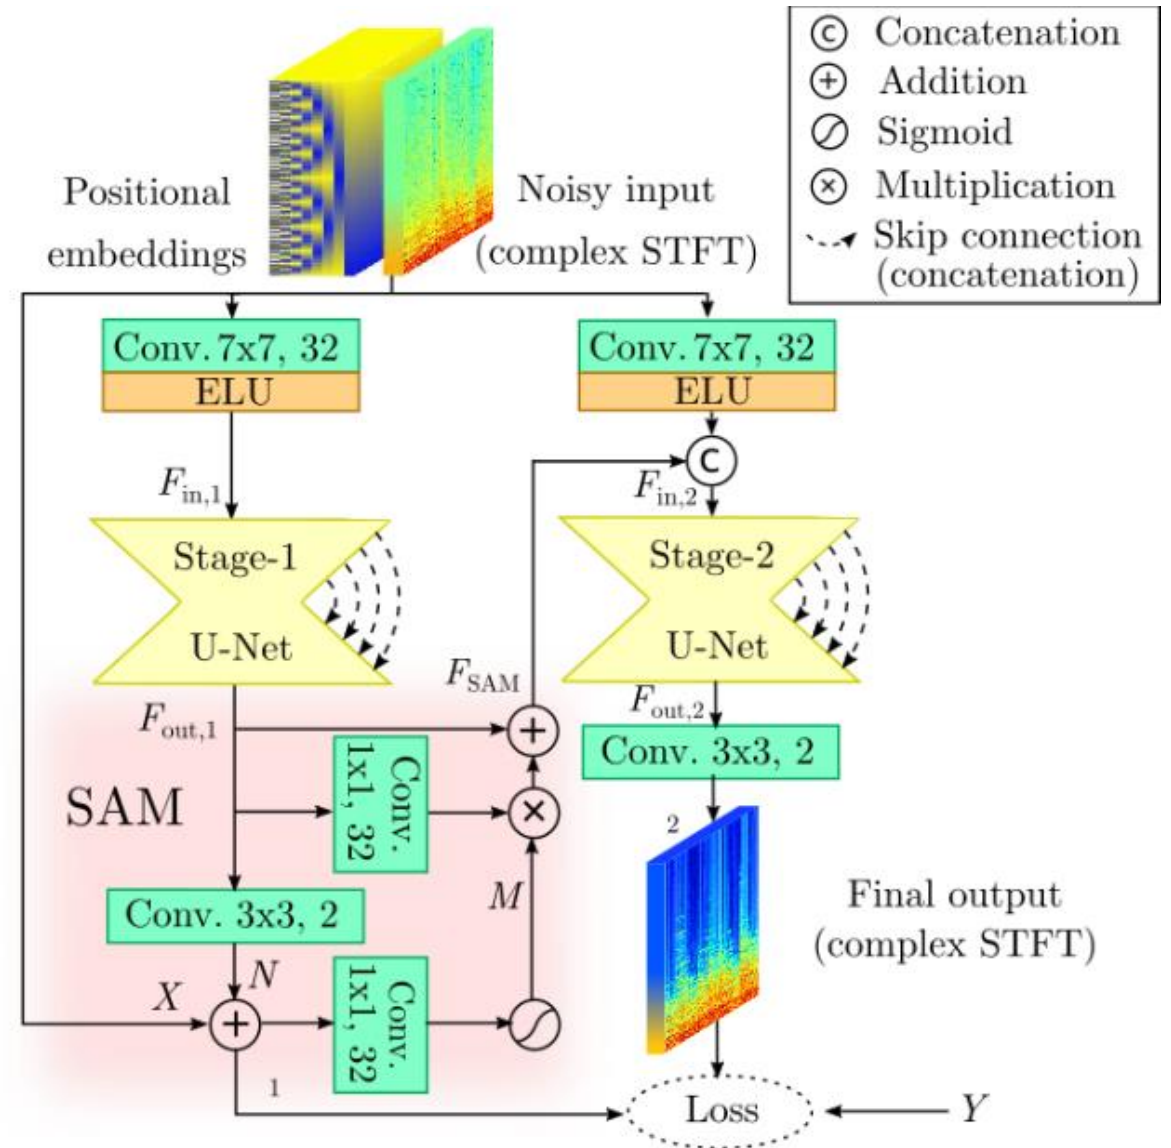 C Concatenation
+ Addition
Sigmoid
× Multiplication
Skip connection
(concatenation)
Positional
embeddings
Noisy input
(complex STFT)
Conv. 7x7, 32
ELU
Conv. 7x7, 32
ELU
C
F_in,1
F_in,2
Stage-1
U-Net
Stage-2
U-Net
F_SAM
F_out,1
F_out,2
+
Conv. 3x3, 2
Conv.
1x1, 32
SAM
×
2
Conv. 3x3, 2
M
Final output
(complex STFT)
N
X
+
Conv.
1x1, 32
1
Loss
Y